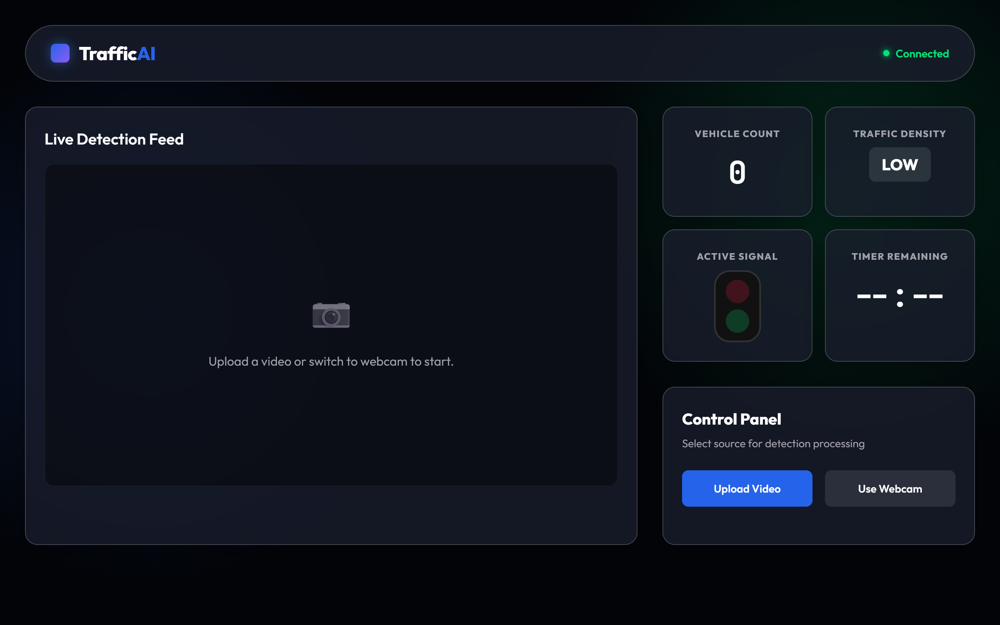 TrafficAI
Connected
Live Detection Feed
Upload a video or switch to webcam to start.
VEHICLE COUNT
0
TRAFFIC DENSITY
LOW
ACTIVE SIGNAL
TIMER REMAINING
--:--
Control Panel
Select source for detection processing
Upload Video
Use Webcam